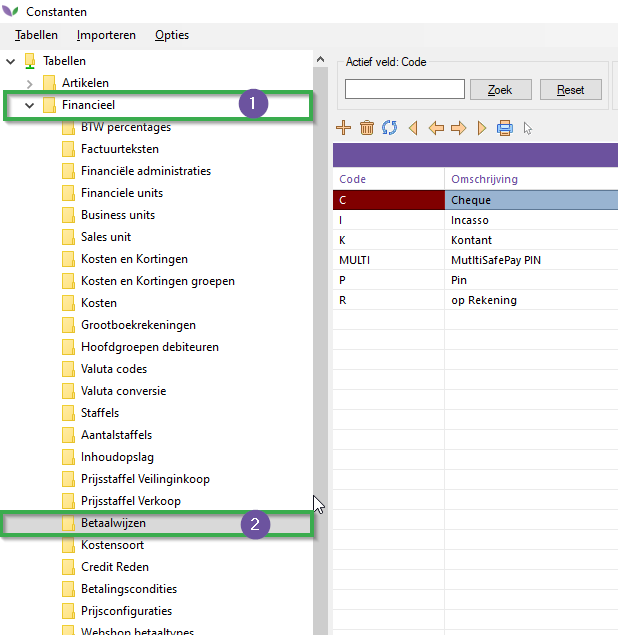 Constanten
Tabellen Importeren Opties
Tabellen
Artikelen
Financieel 1
BTW percentages
Factuurteksten
Financiële administraties
Financiele units
Business units
Sales unit
Kosten en Kortingen
Kosten en Kortingen groepen
Kosten
Grootboekrekeningen
Hoofdgroepen debiteuren
Valuta codes
Valuta conversie
Staffels
Aantalstaffels
Inhoudopslag
Prijsstaffel Veilinginkoop
Prijsstaffel Verkoop
Betaalwijzen 2
Kostensoort
Credit Reden
Betalingscondities
Prijsconfiguraties
Webshop betaaltypes
Actief veld: Code
Zoek Reset
Code Omschrijving
C Cheque
I Incasso
K Kontant
MULTI MutltiSafePay PIN
P Pin
R op Rekening